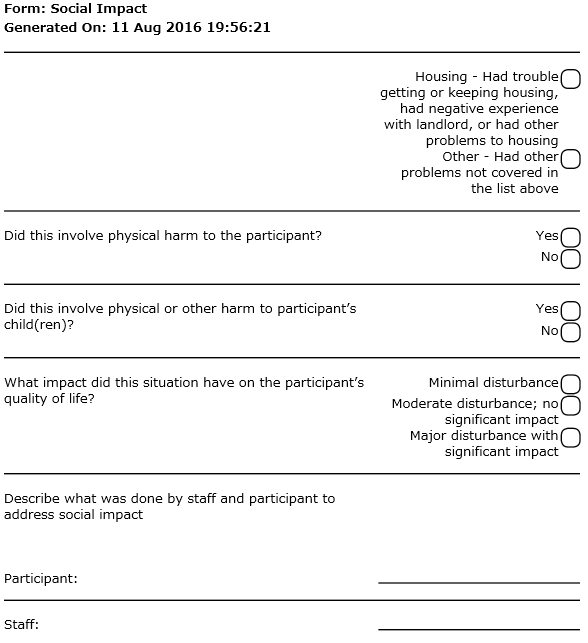 Form: Social Impact
Generated On: 11 Aug 2016 19:56:21
Housing - Had trouble
getting or keeping housing,
had negative experience
with landlord, or had other
problems to housing
Other - Had other
problems not covered in
the list above
Did this involve physical harm to the participant?
Yes
No
Did this involve physical or other harm to participant's
child(ren)?
Yes
No
What impact did this situation have on the participant's
quality of life?
Minimal disturbance
Moderate disturbance; no
significant impact
Major disturbance with
significant impact
Describe what was done by staff and participant to
address social impact
Participant:
Staff: